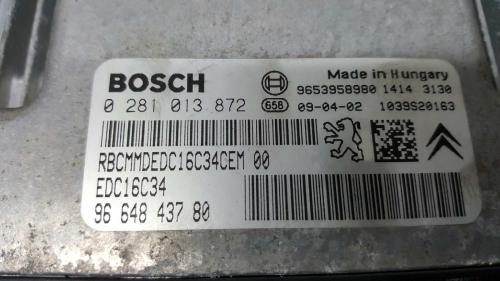 BOSCH
Made in Hungary
9653958980 1414 3130
0 281 013 872 65B 09-04-02 1039S20163
RBCMMDEDC16C34CEM 00
EDC16C34
96 648 437 80